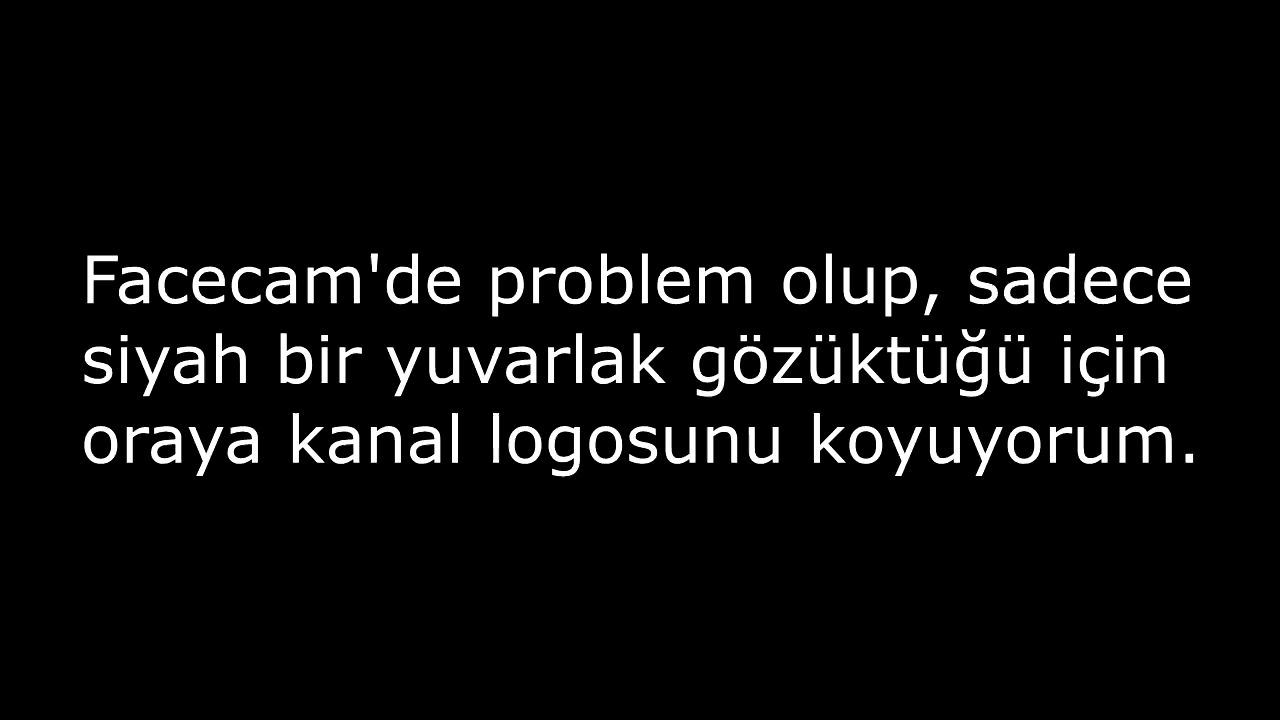 Facecam'de problem olup, sadece
siyah bir yuvarlak gözüktüğü için
oraya kanal logosunu koyuyorum.